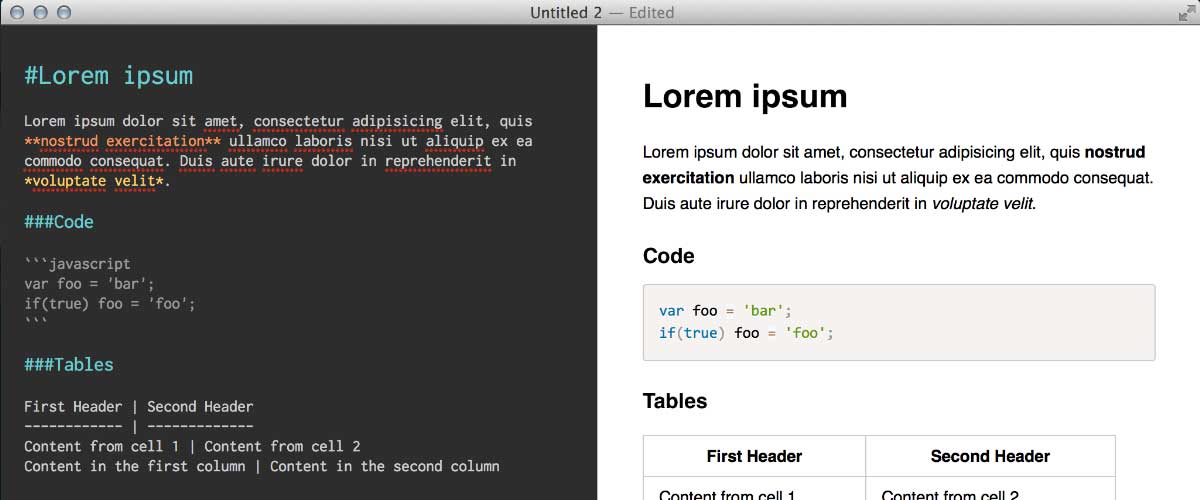 Untitled 2 — Edited
#Lorem ipsum
Lorem ipsum dolor sit amet, consectetur adipisicing elit, quis
**nostrud exercitation** ullamco laboris nisi ut aliquip ex ea
commodo consequat. Duis aute irure dolor in reprehenderit in
*voluptate velit*.
###Code
```javascript
var foo = 'bar';
if(true) foo = 'foo';
```
###Tables
First Header | Second Header
------------ | -------------
Content from cell 1 | Content from cell 2
Content in the first column | Content in the second column
Lorem ipsum
Lorem ipsum dolor sit amet, consectetur adipisicing elit, quis nostrud
exercitation ullamco laboris nisi ut aliquip ex ea commodo consequat.
Duis aute irure dolor in reprehenderit in voluptate velit.
Code
var foo = 'bar';
if(true) foo = 'foo';
Tables
First Header Second Header
Content from cell 1 Content from cell 2